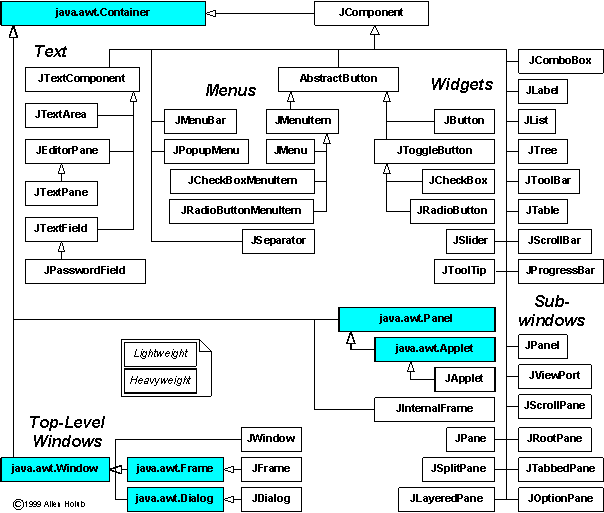 java.awt.Container
JComponent
Text
JTextComponent
JTextArea
JEditorPane
JTextPane
JTextField
JPasswordField
Menus
JMenuBar
JPopupMenu
AbstractButton
JMenuItem
JMenu
JCheckBoxMenuItem
JRadioButtonMenuItem
JSeparator
Widgets
JButton
JToggleButton
JCheckBox
JRadioButton
JSlider
JToolTip
JComboBox
JLabel
JList
JTree
JToolBar
JTable
JScrollBar
JProgressBar
java.awt.Panel
java.awt.Applet
JApplet
JInternalFrame
Sub-
windows
JPanel
JViewPort
JScrollPane
JPane
JRootPane
JSplitPane
JTabbedPane
JLayeredPane
JOptionPane
Lightweight
Heavyweight
Top-Level
Windows
java.awt.Window
JWindow
java.awt.Frame
JFrame
java.awt.Dialog
JDialog
©1999 Allen Holub